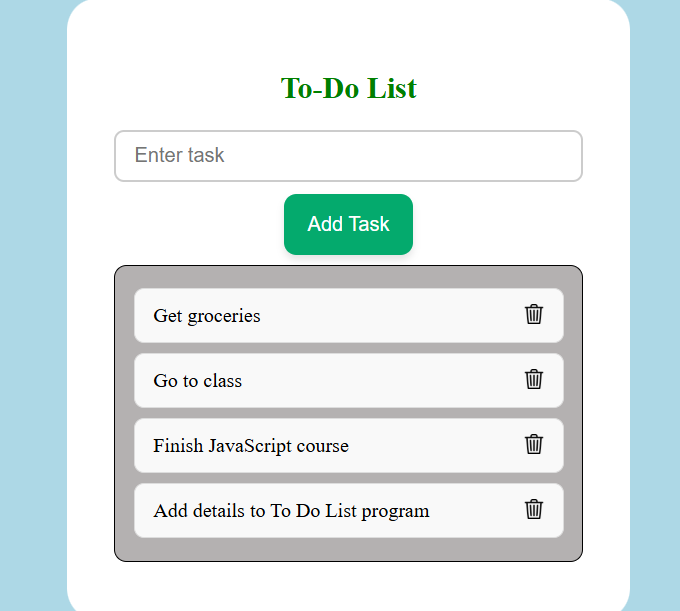 To-Do List
Enter task
Add Task
Get groceries
Go to class
Finish JavaScript course
Add details to To Do List program